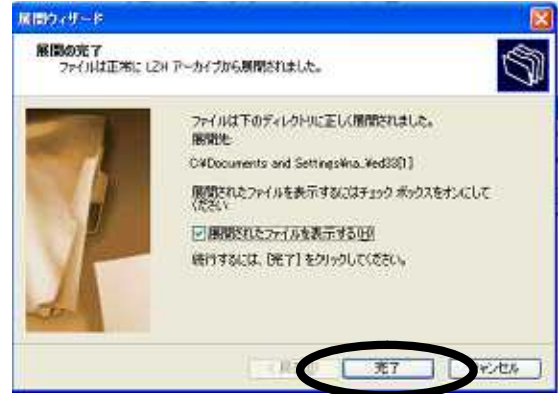 展開ウィザード
展開の完了
ファイルは正常に LZH アーカイブから展開されました。
ファイルは下のディレクトリに正しく展開されました。
展開先:
C¥Documents and Settings¥na..¥ed33[1]
展開されたファイルを表示するにはチェック ボックスをオンにして
ください
展開されたファイルを表示する(H)
続行するには、[完了] をクリックしてください。
完了
キャンセル